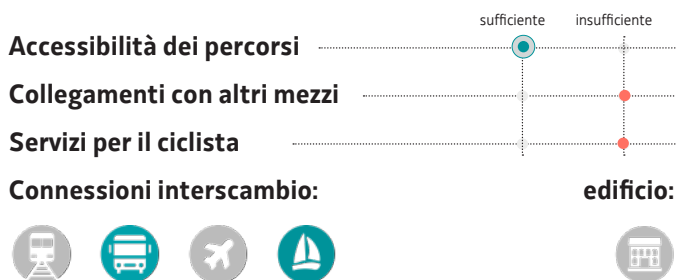 sufficiente insufficiente
Accessibilità dei percorsi
Collegamenti con altri mezzi
Servizi per il ciclista
Connessioni interscambio: edificio: